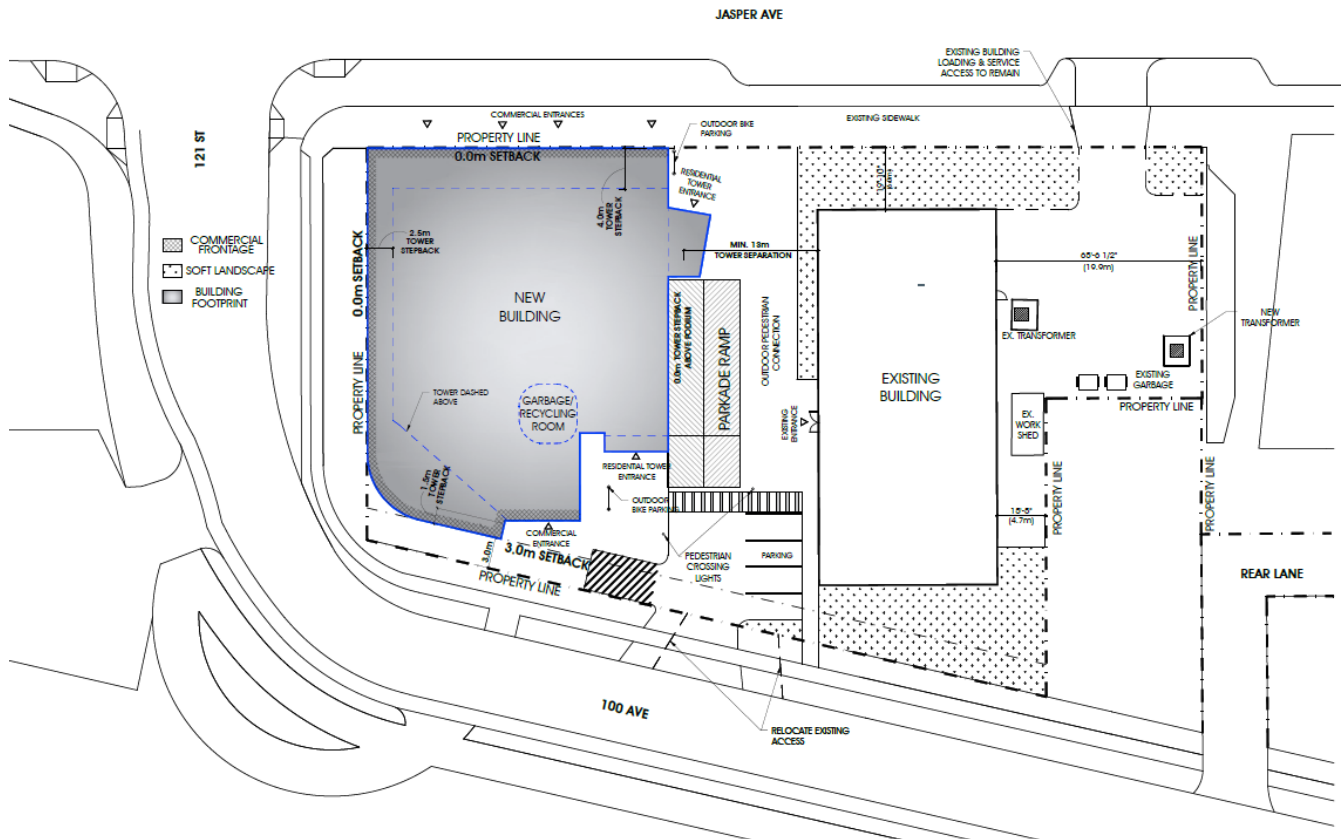 JASPER AVE
EXISTING BUILDING
LOADING & SERVICE
ACCESS TO REMAIN
COMMERCIAL ENTRANCES
OUTDOOR BIKE
PARKING
EXISTING SIDEWALK
121 ST
PROPERTY LINE
0.0m SETBACK
RESIDENTIAL
TOWER
ENTRANCE
19'-10"
4.0m
TOWER
STEPBACK
2.5m
TOWER
STEPBACK
COMMERCIAL
FRONTAGE
SOFT LANDSCAPE
BUILDING
FOOTPRINT
0.0m SETBACK
PROPERTY LINE
MIN. 13m
TOWER SEPARATION
65'-6 1/2"
(19.9m)
PROPERTY LINE
NEW
BUILDING
0.0m TOWER STEPBACK
ABOVE PODIUM
PARKADE RAMP
OUTDOOR PEDESTRIAN
CONNECTION
EX. TRANSFORMER
NEW
TRANSFORMER
EXISTING
BUILDING
EXISTING
GARBAGE
PROPERTY LINE
TOWER DASHED
ABOVE
GARBAGE/
RECYCLING
ROOM
EXISTING
ENTRANCE
EX.
WORK
SHED
RESIDENTIAL TOWER
ENTRANCE
1.5m
TOWER
STEPBACK
OUTDOOR
BIKE PARKING
PROPERTY LINE
PROPERTY LINE
15'-5"
(4.7m)
COMMERCIAL
ENTRANCE
3.0m
3.0m SETBACK
PROPERTY LINE
PEDESTRIAN
CROSSING
LIGHTS
PARKING
REAR LANE
100 AVE
RELOCATE EXISTING
ACCESS